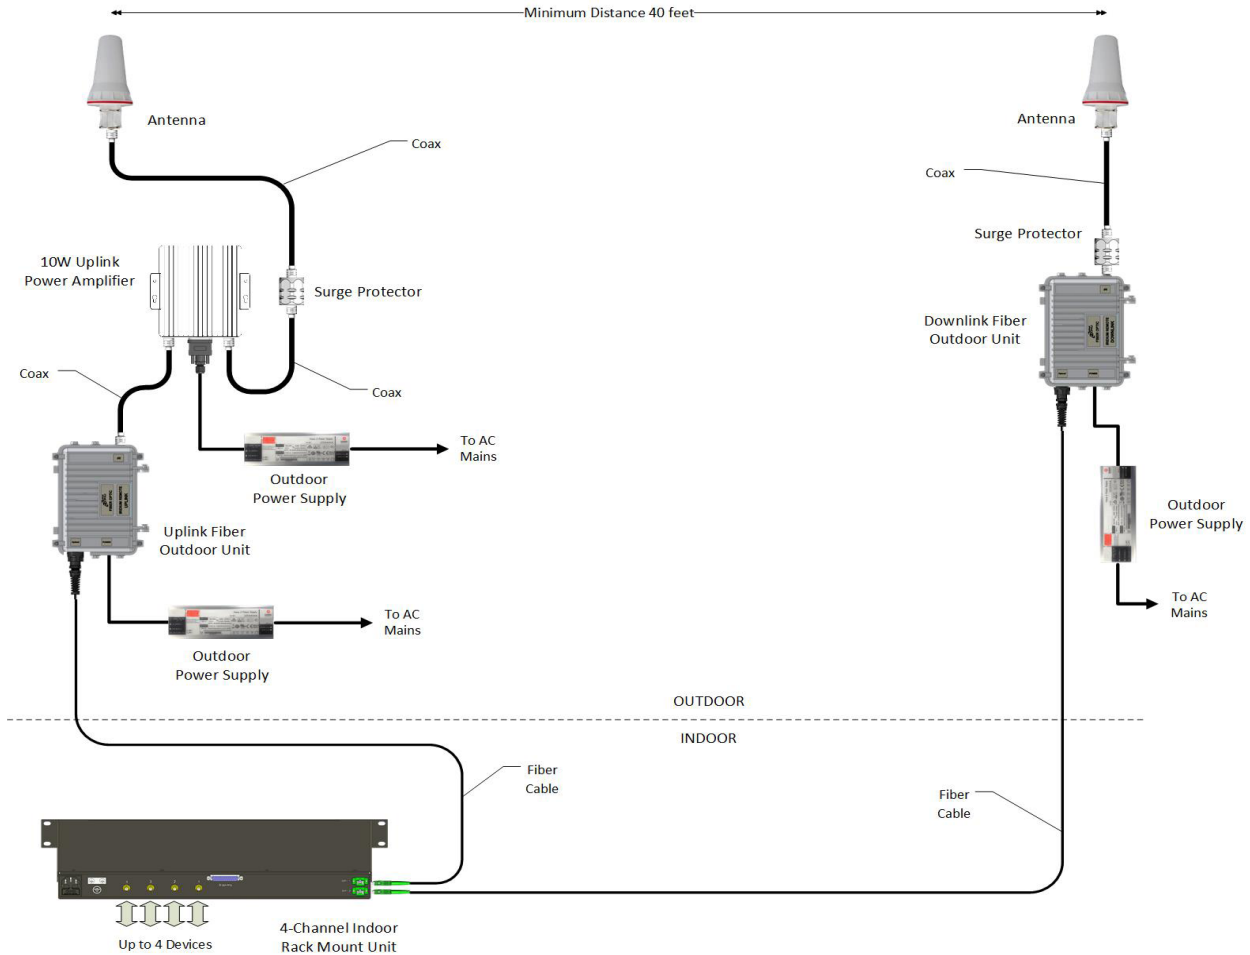 Minimum Distance 40 feet
Antenna
Antenna
Coax
Coax
Surge Protector
10W Uplink
Power Amplifier
Surge Protector
Downlink Fiber
Outdoor Unit
Coax
Coax
To AC
Mains
Outdoor
Power Supply
Outdoor
Power Supply
Uplink Fiber
Outdoor Unit
To AC
Mains
To AC
Mains
Outdoor
Power Supply
OUTDOOR
INDOOR
Fiber
Cable
Fiber
Cable
4-Channel Indoor
Rack Mount Unit
Up to 4 Devices